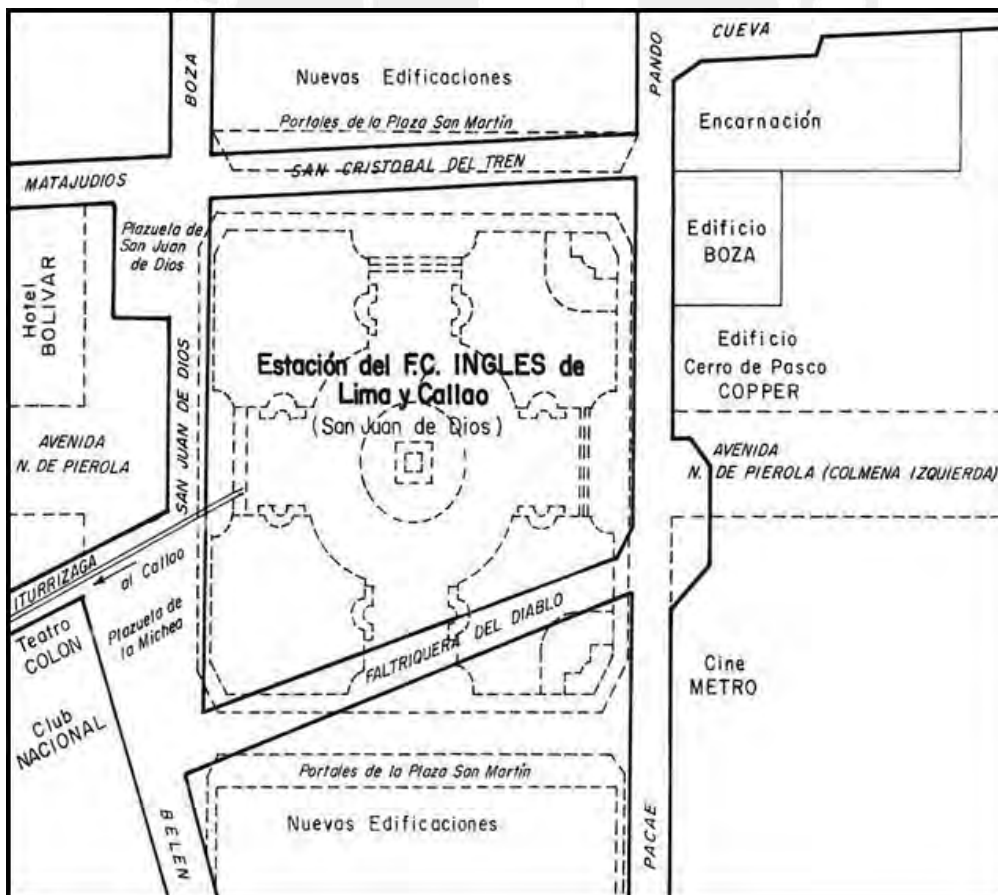 BOZA
Nuevas Edificaciones
PANDO
CUEVA
Portales de la Plaza San Martín
Encarnación
SAN CRISTOBAL DEL TREN
MATAJUDIOS
Plazuela de
San Juan
de Dios
Edificio
BOZA
Hotel
BOLIVAR
Edificio
Cerro de Pasco
COPPER
Estación del F.C. INGLES de
Lima y Callao
(San Juan de Dios)
SAN JUAN DE DIOS
AVENIDA
N. DE PIEROLA
AVENIDA
N. DE PIEROLA (COLMENA IZQUIERDA)
ITURRIZAGA
al Callao
Teatro
COLON
Plazuela de
la Michea
FALTRIQUERA DEL DIABLO
Cine
METRO
Club
NACIONAL
Portales de la Plaza San Martín
Nuevas Edificaciones
BELEN
PACAE